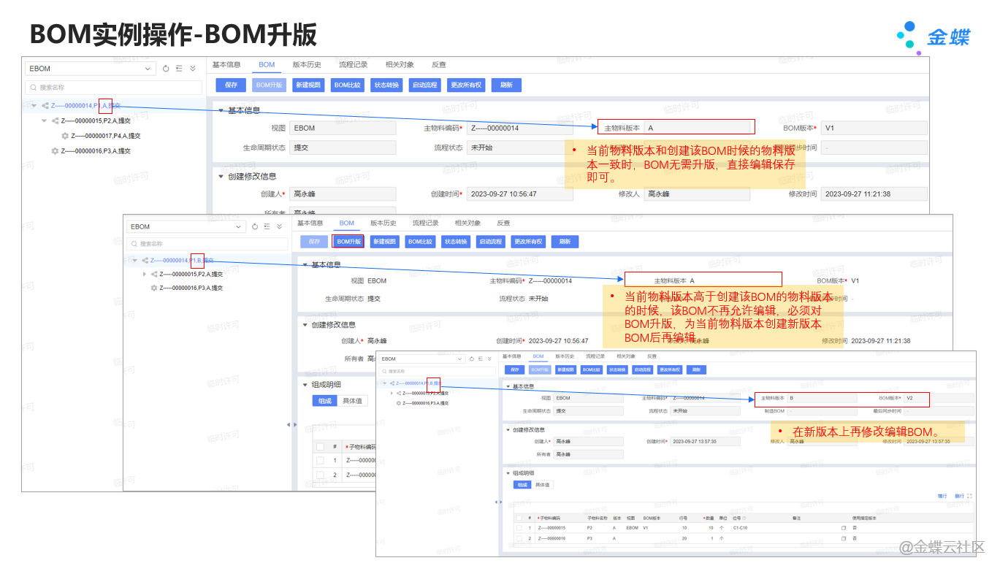 BOM实例操作-BOM升版
金蝶
EBOM
搜索名称
Z-----00000014,P1,A,提交
Z-----00000015,P2,A,提交
Z-----00000017,P4,A,提交
Z-----00000016,P3,A,提交
基本信息 BOM 版本历史 流程记录 相关对象 反查
保存 BOM升版 新建视图 BOM比较 状态转换 启动流程 更改所有权 刷新
基本信息
视图 EBOM 主物料编码* Z-----00000014 主物料版本 A BOM版本* V1
生命周期状态 提交 流程状态 未开始 时间 -
• 当前物料版本和创建该BOM时候的物料版
本一致时，BOM无需升版，直接编辑保存
即可。
创建修改信息
创建人* 高永峰 创建时间* 2023-09-27 10:56:47 修改人 高永峰 修改时间 2023-09-27 11:21:38
所有者 高永峰
EBOM
搜索名称
Z-----00000014,P1,B,提交
Z-----00000015,P2,A,提交
Z-----00000016,P3,A,提交
基本信息 BOM 版本历史 流程记录 相关对象 反查
保存 BOM升版 新建视图 BOM比较 状态转换 启动流程 更改所有权 刷新
基本信息
视图 EBOM 主物料编码* Z-----00000014 主物料版本 A BOM版本* V1
生命周期状态 提交 流程状态 未开始 时间 -
• 当前物料版本高于创建该BOM的物料版本
的时候，该BOM不再允许编辑，必须对
BOM升版，为当前物料版本创建新版本
BOM后再编辑
创建修改信息
创建人* 高永峰 创建时间* 2023-09-27 10:56:47 永峰 修改时间 2023-09-27 11:21:38
所有者
组成明细
组成 具体值
# *子物料编码
1 Z-----00000
2 Z-----00000
EBOM
搜索名称
Z-----00000014,P1,B,提交
Z-----00000015,P2,A,提交
Z-----00000016,P3,A,提交
基本信息 BOM 版本历史 流程记录 相关对象 反查
保存 BOM升版 新建视图 BOM比较 状态转换 启动流程 更改所有权 刷新
基本信息
视图 EBOM 主物料编码* Z-----00000014 主物料版本 B BOM版本* V2
生命周期状态 提交 流程状态 未开始 制造BOM - 最后同步时间 -
• 在新版本上再修改编辑BOM。
创建修改信息
创建人* 高永峰 创建时间* 2023-09-27 13:57:35 修改人 高永峰 修改时间 2023-09-27 13:57:35
所有者 高永峰
组成明细
组成 具体值
增行 删行
# *子物料编码 子物料名称 版本 视图 BOM版本 行号 *数量 单位 位号 备注 使用指定版本
1 Z-----00000015 P2 A EBOM V1 10 10 个 C1-C10 否
2 Z-----00000016 P3 A 20 1 个 否
临时许可
@金蝶云社区